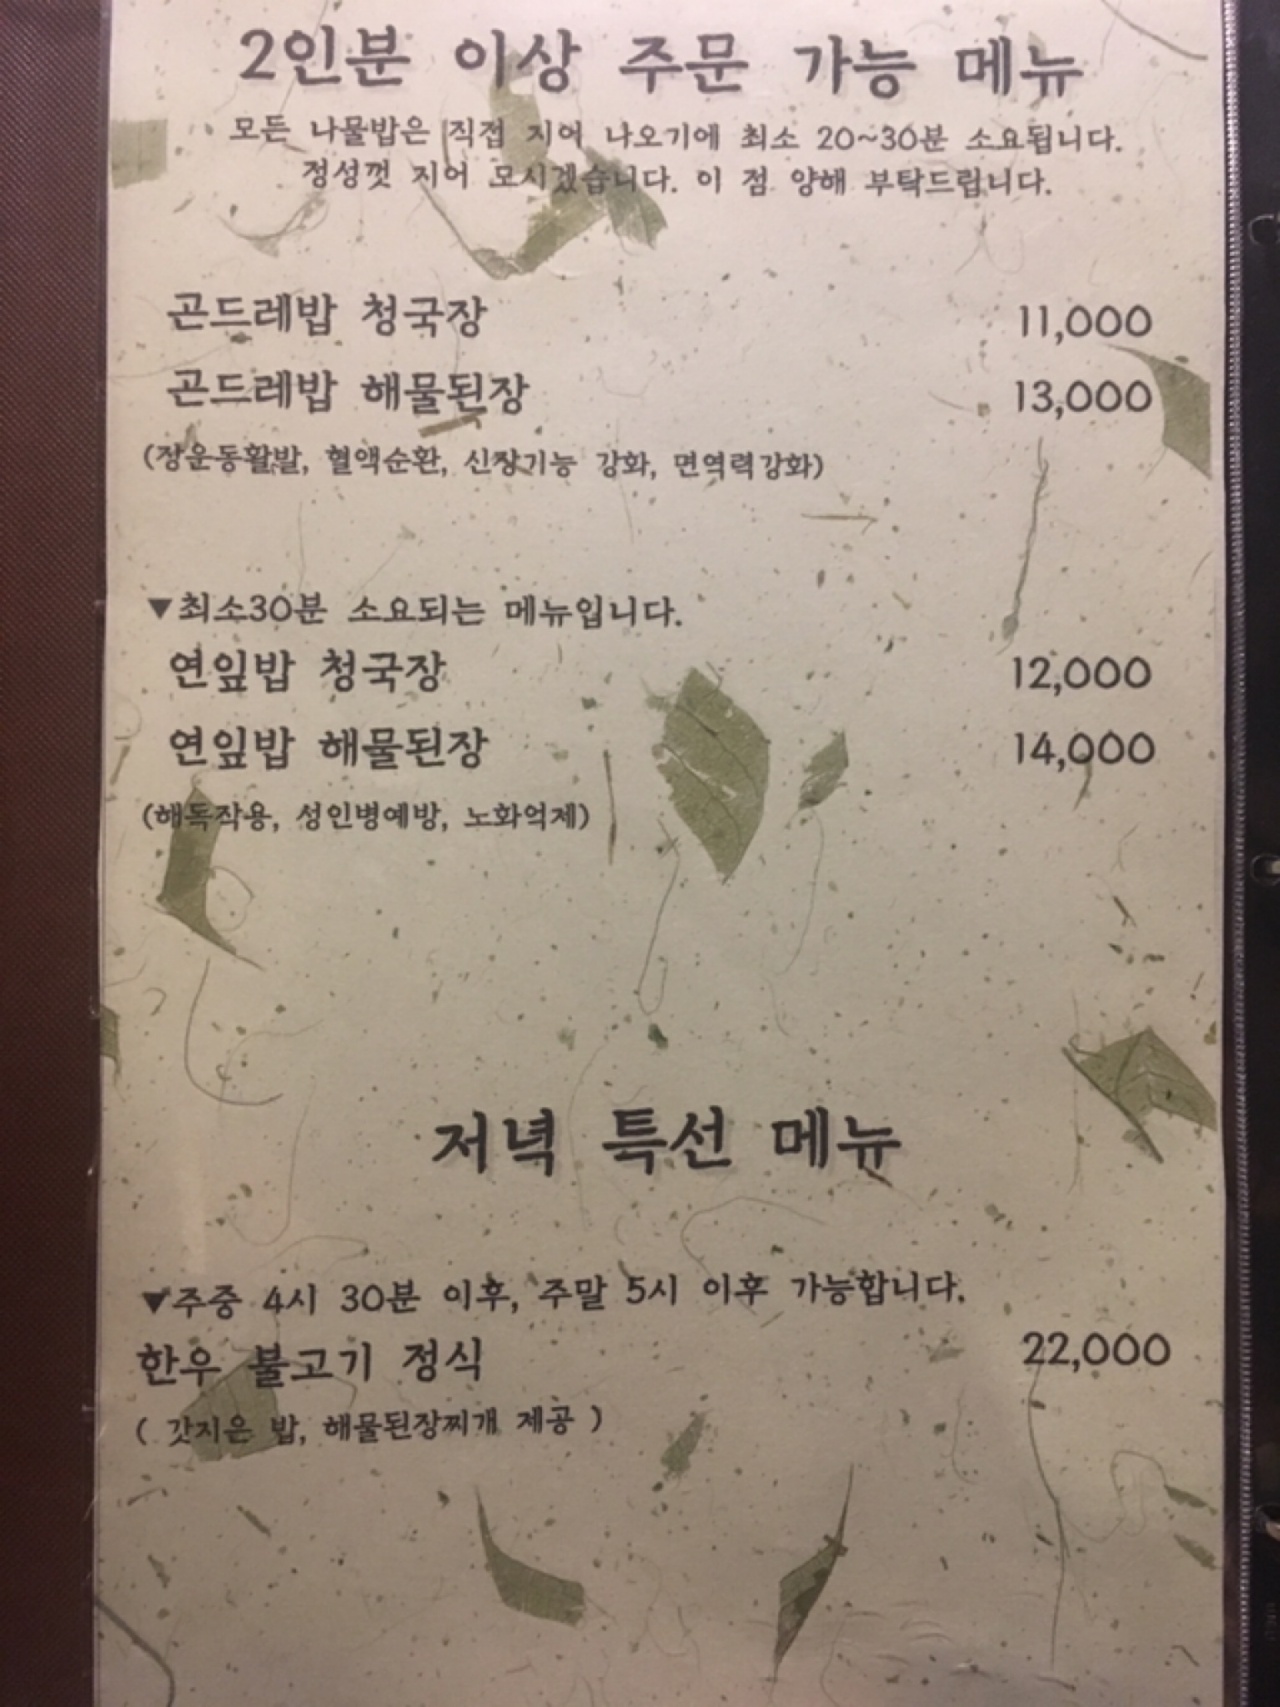 2인분 이상 주문 가능 메뉴
모든 나물밥은 직접 지어 나오기에 최소 20~30분 소요됩니다.
정성껏 지어 모시겠습니다. 이 점 양해 부탁드립니다.
곤드레밥 청국장 11,000
곤드레밥 해물된장 13,000
(장운동활발, 혈액순환, 신장기능 강화, 면역력강화)
▼최소30분 소요되는 메뉴입니다.
연잎밥 청국장 12,000
연잎밥 해물된장 14,000
(해독작용, 성인병예방, 노화억제)
저녁 특선 메뉴
▼주중 4시 30분 이후, 주말 5시 이후 가능합니다.
한우 불고기 정식 22,000
( 갓지은 밥, 해물된장찌개 제공 )